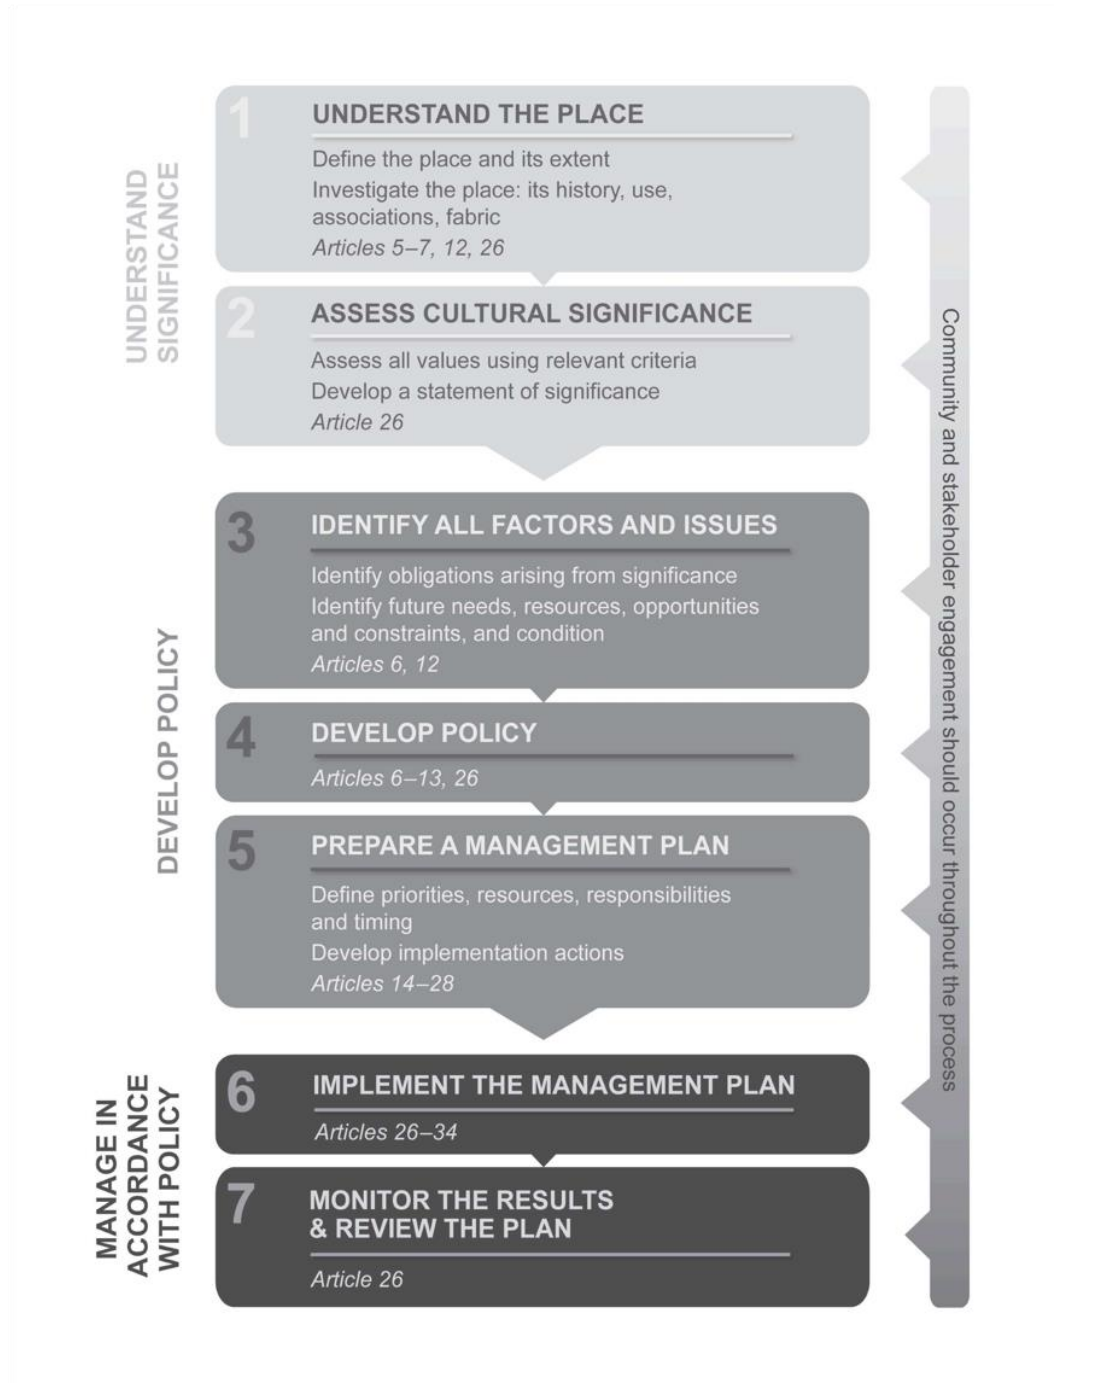 UNDERSTAND
SIGNIFICANCE
1
UNDERSTAND THE PLACE
Define the place and its extent
Investigate the place: its history, use,
associations, fabric
Articles 5–7, 12, 26
2
ASSESS CULTURAL SIGNIFICANCE
Assess all values using relevant criteria
Develop a statement of significance
Article 26
DEVELOP POLICY
3
IDENTIFY ALL FACTORS AND ISSUES
Identify obligations arising from significance
Identify future needs, resources, opportunities
and constraints, and condition
Articles 6, 12
4
DEVELOP POLICY
Articles 6–13, 26
5
PREPARE A MANAGEMENT PLAN
Define priorities, resources, responsibilities
and timing
Develop implementation actions
Articles 14–28
MANAGE IN
ACCORDANCE
WITH POLICY
6
IMPLEMENT THE MANAGEMENT PLAN
Articles 26–34
7
MONITOR THE RESULTS
& REVIEW THE PLAN
Article 26
Community and stakeholder engagement should occur throughout the process